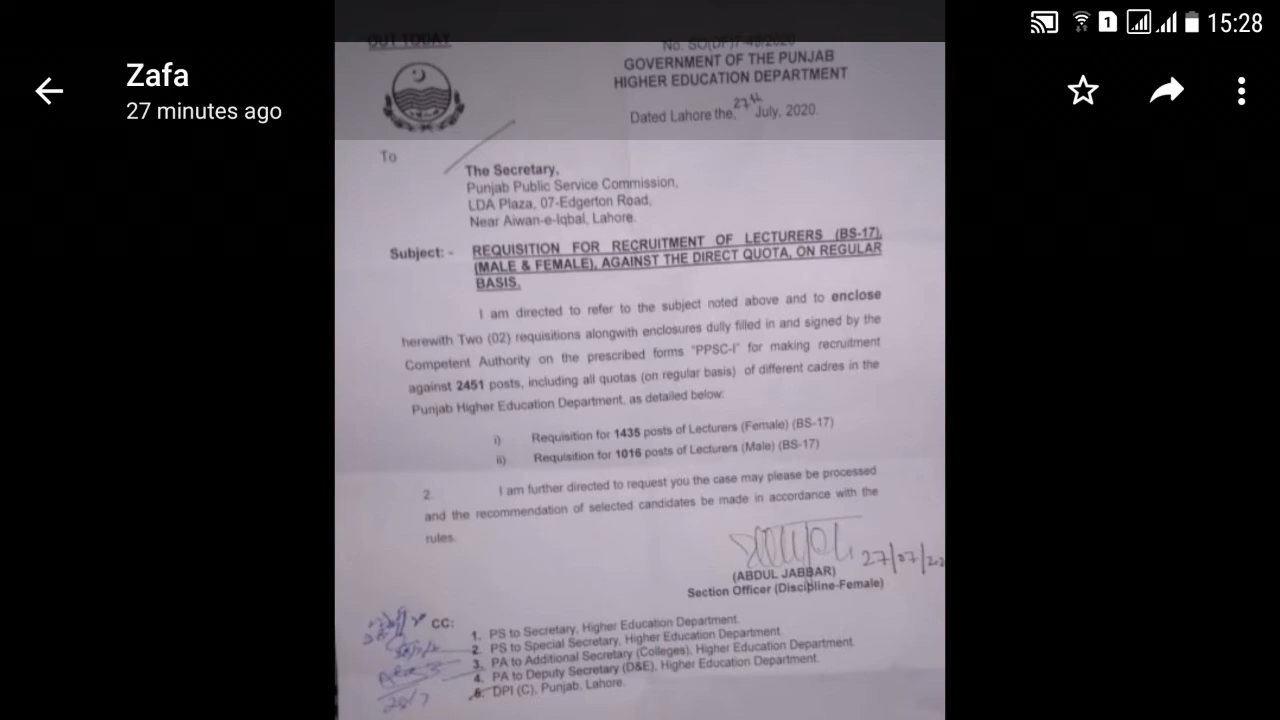 15:28
1
Zafa
27 minutes ago
OUT TODAY
No. SO(DF)7-49/2020
GOVERNMENT OF THE PUNJAB
HIGHER EDUCATION DEPARTMENT
Dated Lahore the, 27th July, 2020.
To
The Secretary,
Punjab Public Service Commission,
LDA Plaza, 07-Edgerton Road,
Near Aiwan-e-Iqbal, Lahore.
Subject: - REQUISITION FOR RECRUITMENT OF LECTURERS (BS-17),
(MALE & FEMALE), AGAINST THE DIRECT QUOTA, ON REGULAR
BASIS.
I am directed to refer to the subject noted above and to enclose
herewith Two (02) requisitions alongwith enclosures dully filled in and signed by the
Competent Authority on the prescribed forms "PPSC-I" for making recruitment
against 2451 posts, including all quotas (on regular basis) of different cadres in the
Punjab Higher Education Department, as detailed below:
i) Requisition for 1435 posts of Lecturers (Female) (BS-17)
ii) Requisition for 1016 posts of Lecturers (Male) (BS-17)
2. I am further directed to request you the case may please be processed
and the recommendation of selected candidates be made in accordance with the
rules.
27/07/20
(ABDUL JABBAR)
Section Officer (Discipline-Female)
CC:
1. PS to Secretary, Higher Education Department.
2. PS to Special Secretary, Higher Education Department
3. PA to Additional Secretary (Colleges), Higher Education Department.
4. PA to Deputy Secretary (D&E), Higher Education Department.
5. DPI (C), Punjab, Lahore.